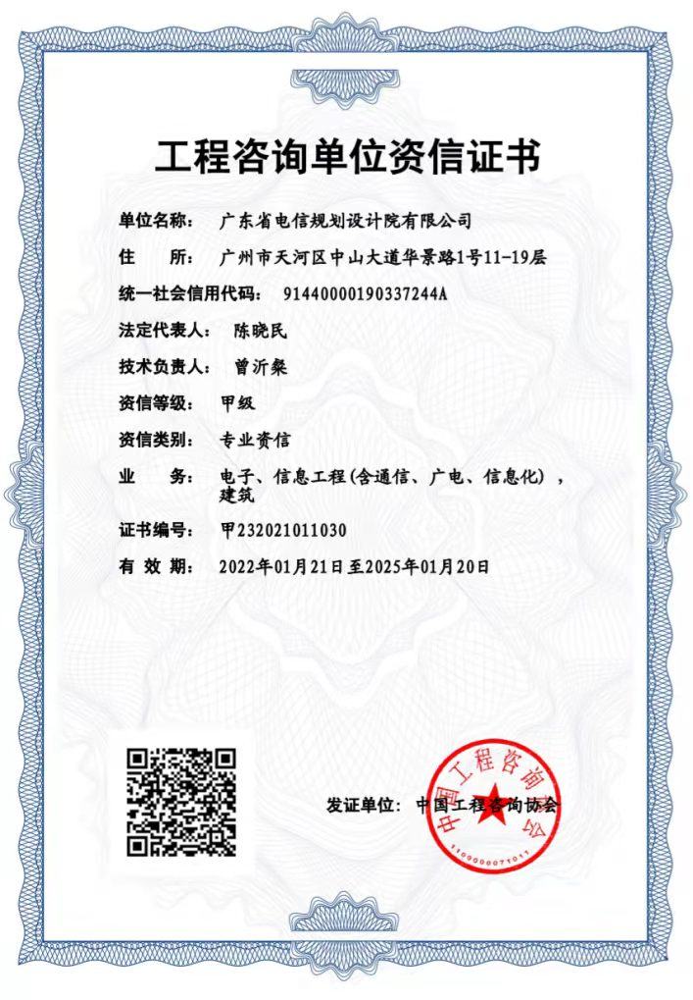 工程咨询单位资信证书
单位名称： 广东省电信规划设计院有限公司
住　　所： 广州市天河区中山大道华景路1号11-19层
统一社会信用代码： 91440000190337244A
法定代表人： 陈晓民
技术负责人： 曾沂粲
资信等级： 甲级
资信类别： 专业资信
业　　务： 电子、信息工程(含通信、广电、信息化) ，
建筑
证书编号： 甲232021011030
有 效 期： 2022年01月21日至2025年01月20日
发证单位： 中国工程咨询协会
中国工程咨询协会
1100000071011